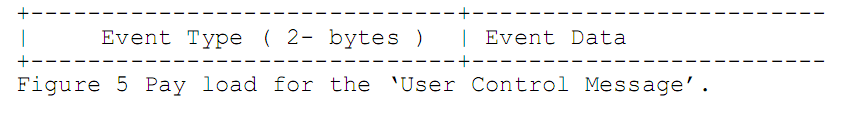 +------------------------------+-------------------------
|     Event Type ( 2- bytes )  | Event Data
+------------------------------+-------------------------
Figure 5 Pay load for the ‘User Control Message’.